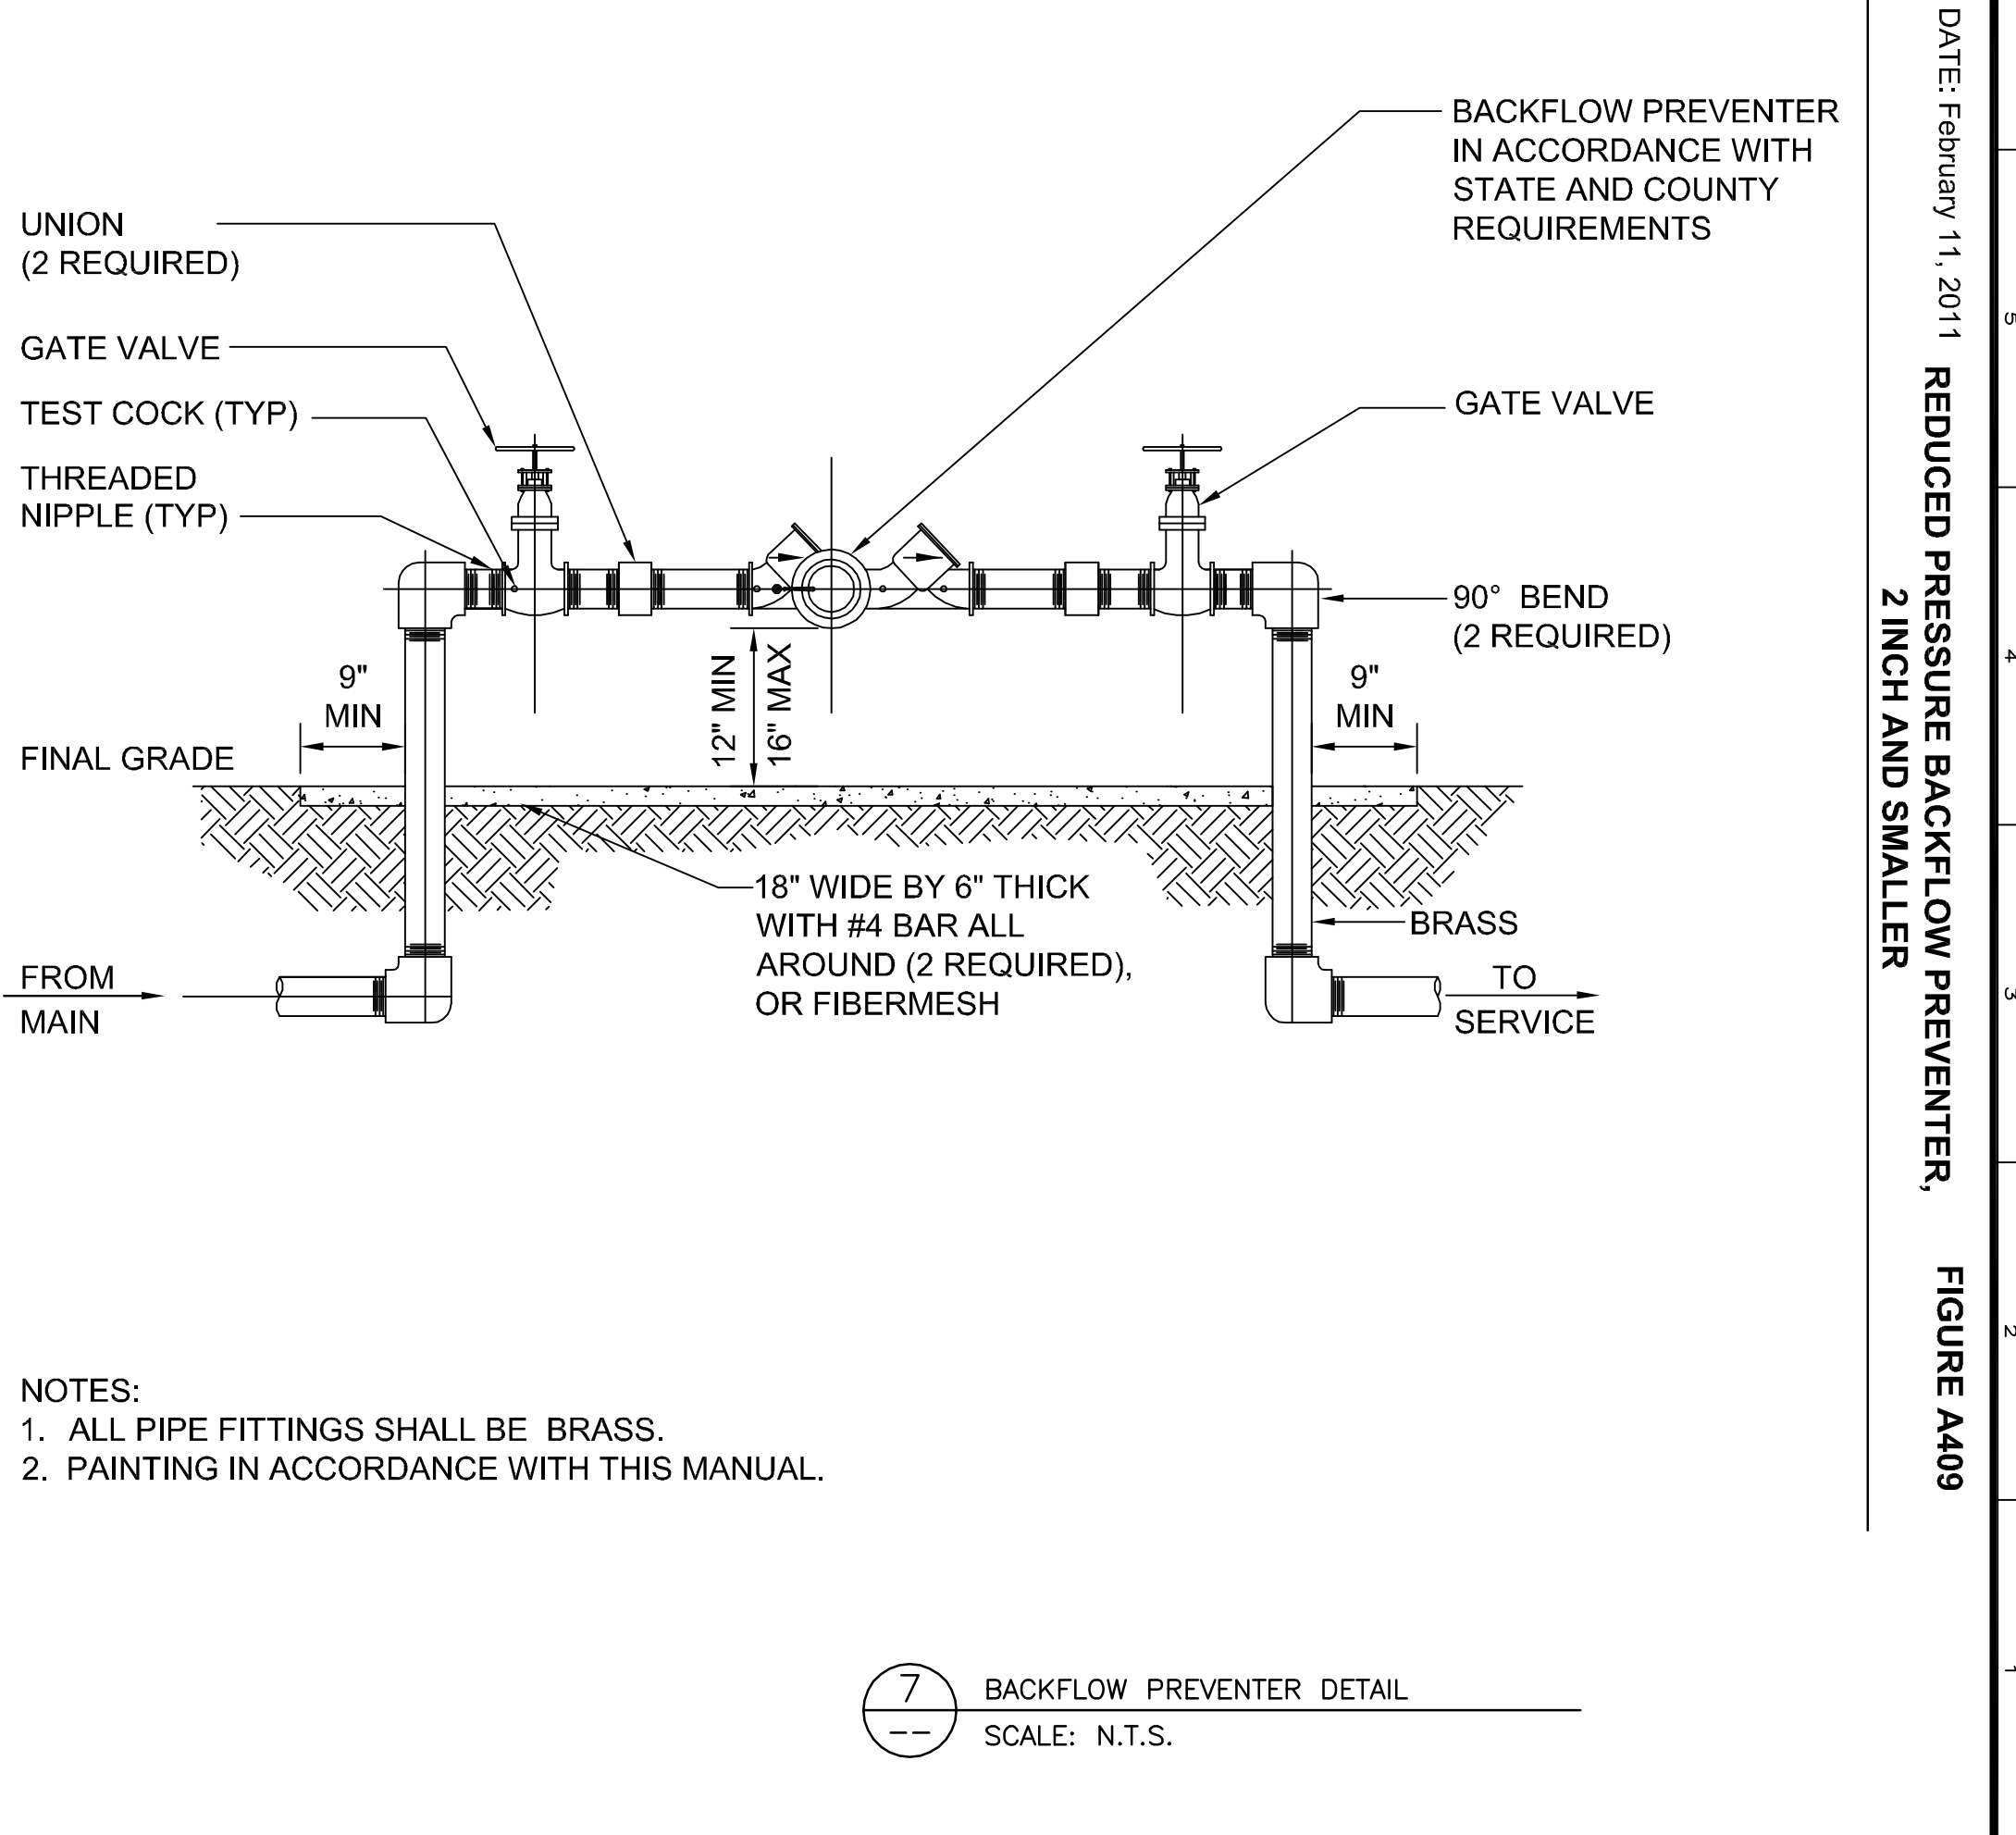 BACKFLOW PREVENTER
IN ACCORDANCE WITH
STATE AND COUNTY
REQUIREMENTS
UNION
(2 REQUIRED)
GATE VALVE
TEST COCK (TYP)
THREADED
NIPPLE (TYP)
GATE VALVE
90° BEND
(2 REQUIRED)
9"
MIN
12" MIN
16" MAX
9"
MIN
FINAL GRADE
18" WIDE BY 6" THICK
WITH #4 BAR ALL
AROUND (2 REQUIRED),
OR FIBERMESH
BRASS
FROM
MAIN
TO
SERVICE
NOTES:
1. ALL PIPE FITTINGS SHALL BE BRASS.
2. PAINTING IN ACCORDANCE WITH THIS MANUAL.
7
--
BACKFLOW PREVENTER DETAIL
SCALE: N.T.S.
DATE: February 11, 2011
REDUCED PRESSURE BACKFLOW PREVENTER,
2 INCH AND SMALLER
FIGURE A409
5
4
3
2
1